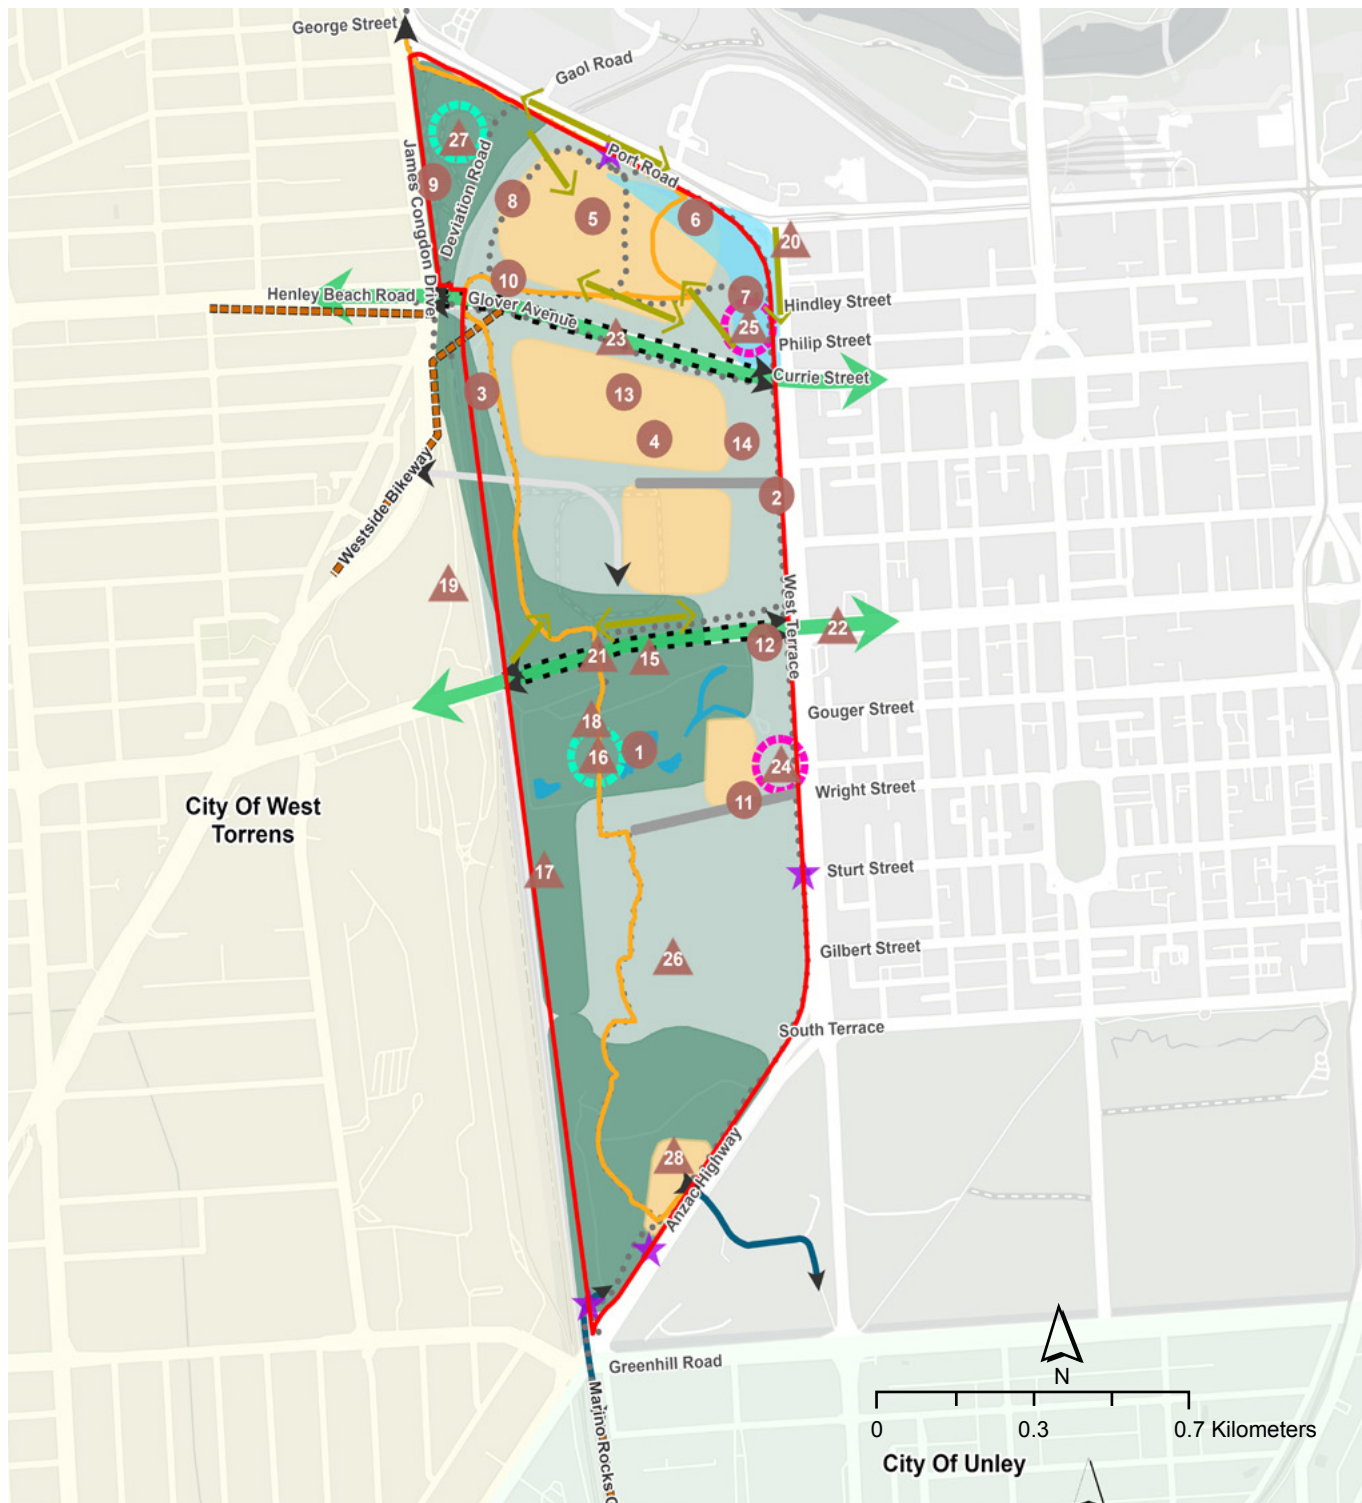 George Street
Gaol Road
Port Road
27
James Congdon Drive
Deviation Road
9
8
5
6
20
10
7
Henley Beach Road
Glover Avenue
Hindley Street
25
23
Philip Street
Currie Street
3
13
4
14
2
Westside Bikeway
19
West Terrace
22
12
21
15
Gouger Street
18
1
16
24
Wright Street
11
City Of West
Torrens
17
Sturt Street
26
Gilbert Street
South Terrace
28
Anzac Highway
Greenhill Road
Marino Rocks
N
0
0.3
0.7 Kilometers
City Of Unley